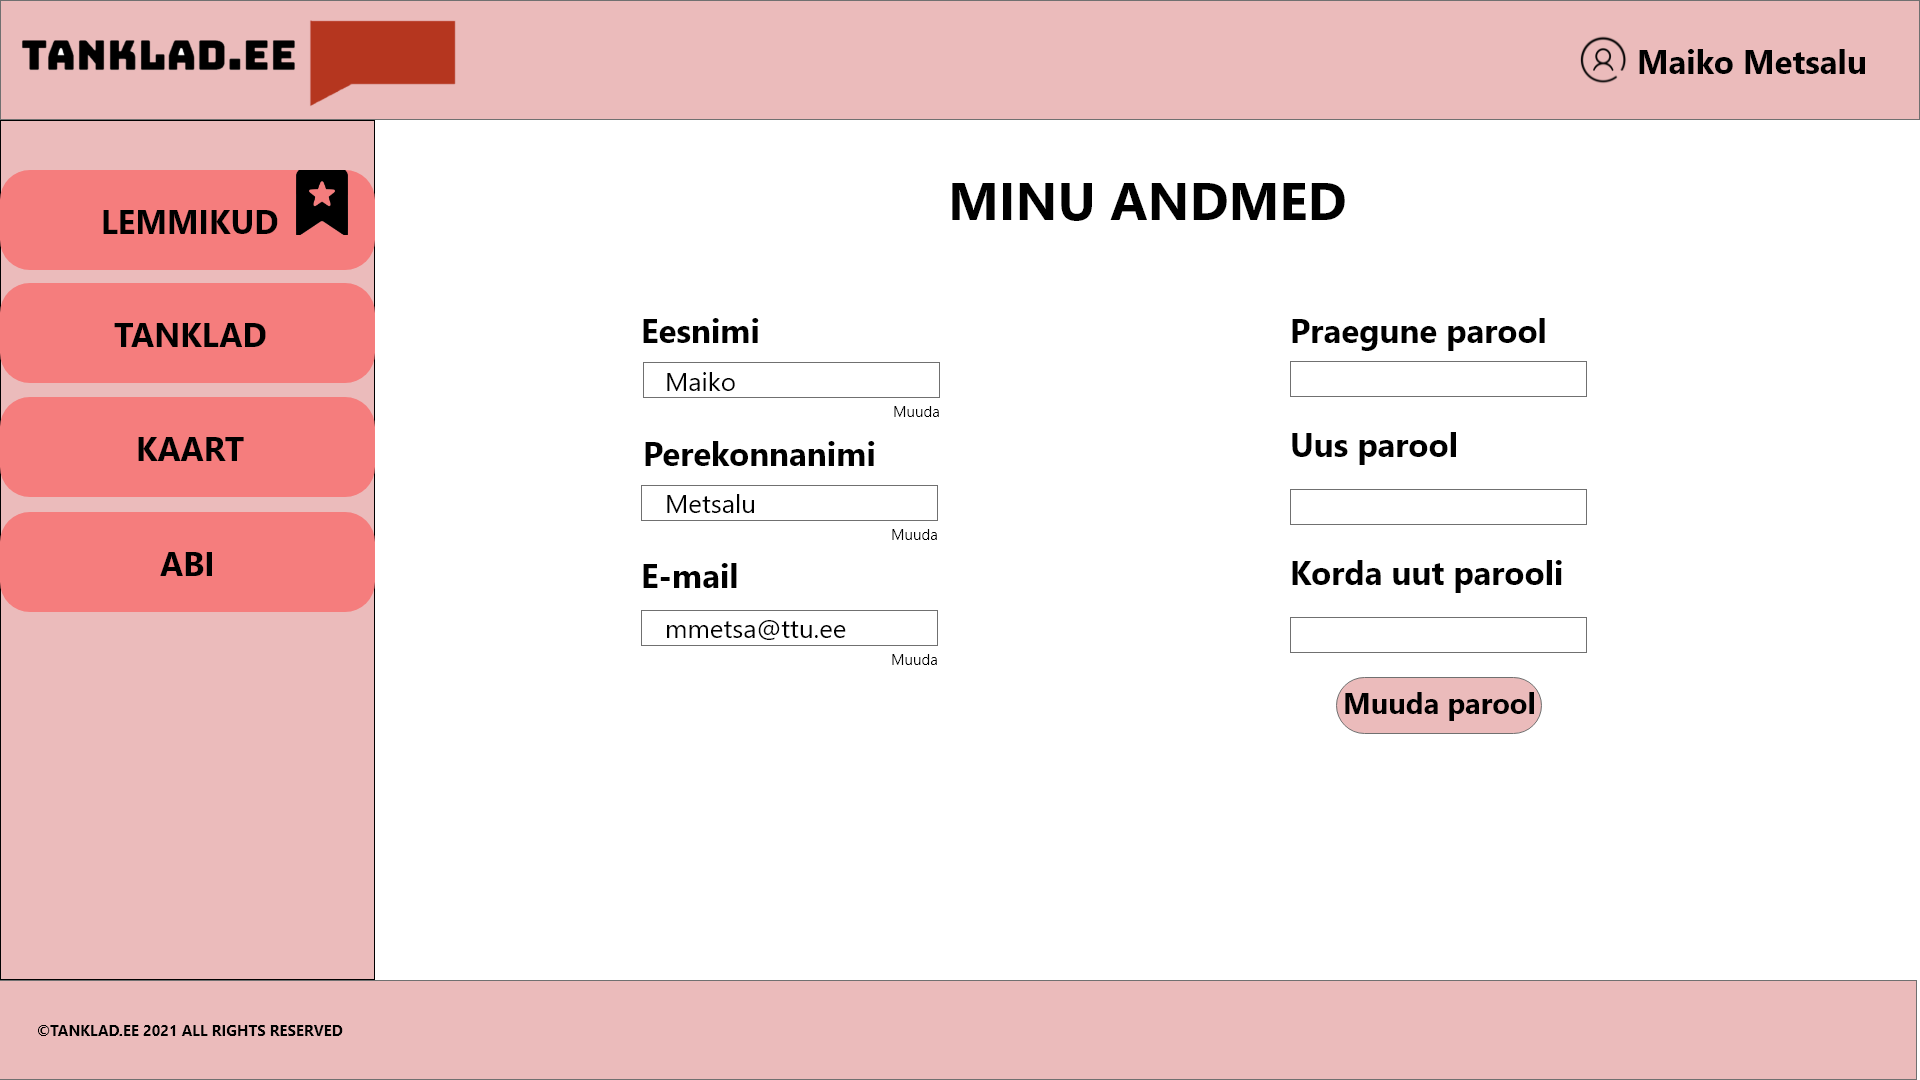 TANKLAD.EE
Maiko Metsalu
LEMMIKUD
TANKLAD
KAART
ABI
MINU ANDMED
Eesnimi
Maiko
Muuda
Perekonnanimi
Metsalu
Muuda
E-mail
mmetsa@ttu.ee
Muuda
Praegune parool
Uus parool
Korda uut parooli
Muuda parool
©TANKLAD.EE 2021 ALL RIGHTS RESERVED